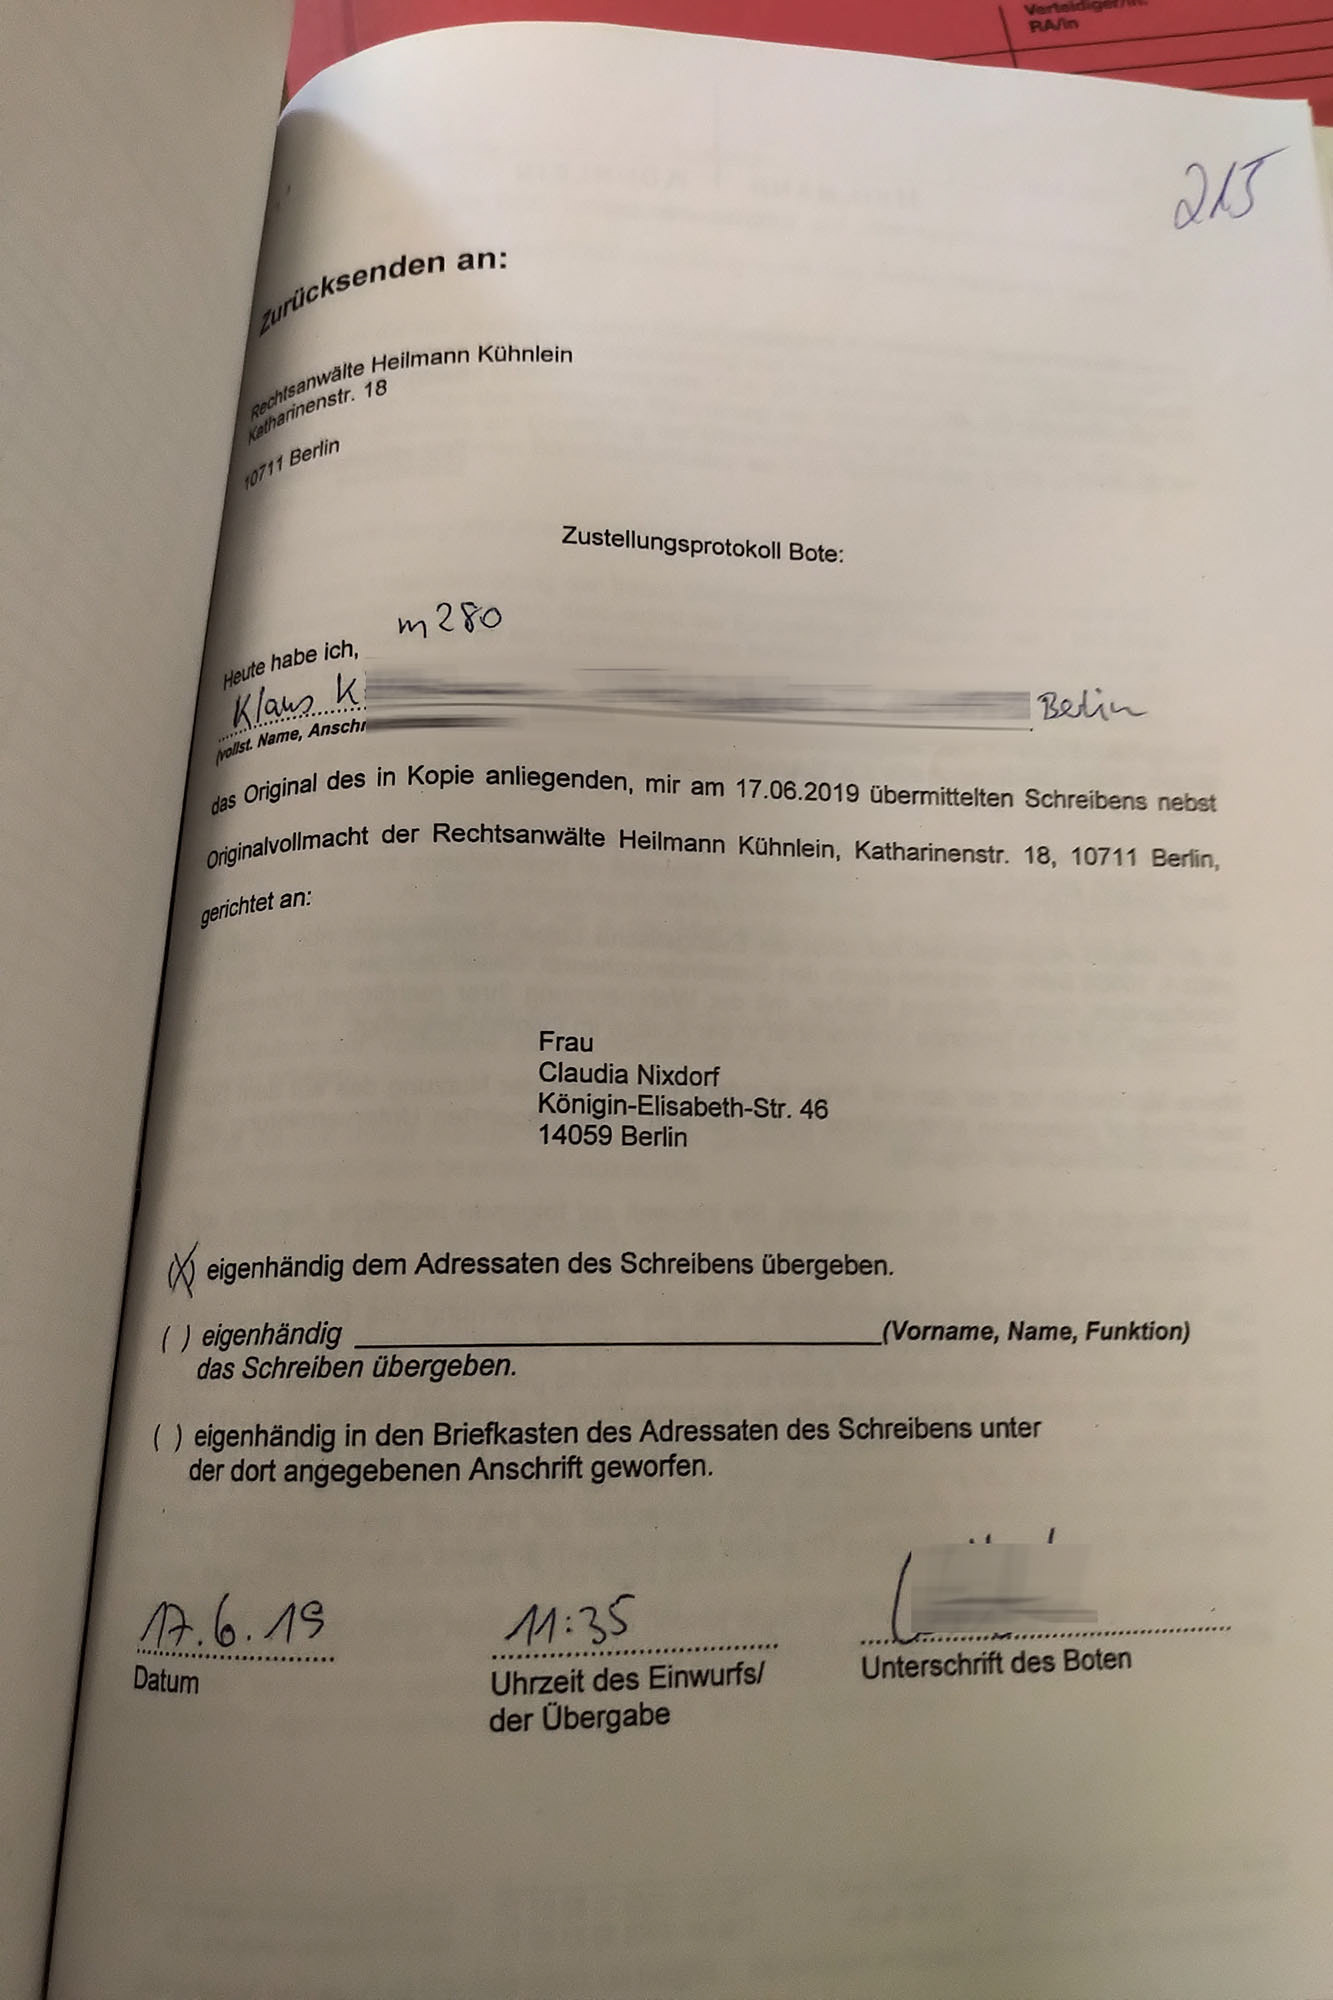 Verteidiger/in:
RA/in
215
Zurücksenden an:
Rechtsanwälte Heilmann Kühnlein
Katharinenstr. 18
10711 Berlin
Zustellungsprotokoll Bote:
m280
Heute habe ich,
Klaus K Berlin
(vollst. Name, Anschr
das Original des in Kopie anliegenden, mir am 17.06.2019 übermittelten Schreibens nebst
Originalvollmacht der Rechtsanwälte Heilmann Kühnlein, Katharinenstr. 18, 10711 Berlin,
gerichtet an:
Frau
Claudia Nixdorf
Königin-Elisabeth-Str. 46
14059 Berlin
(X) eigenhändig dem Adressaten des Schreibens übergeben.
( ) eigenhändig (Vorname, Name, Funktion)
das Schreiben übergeben.
( ) eigenhändig in den Briefkasten des Adressaten des Schreibens unter
der dort angegebenen Anschrift geworfen.
17.6.19 11:35
Datum Uhrzeit des Einwurfs/ Unterschrift des Boten
der Übergabe